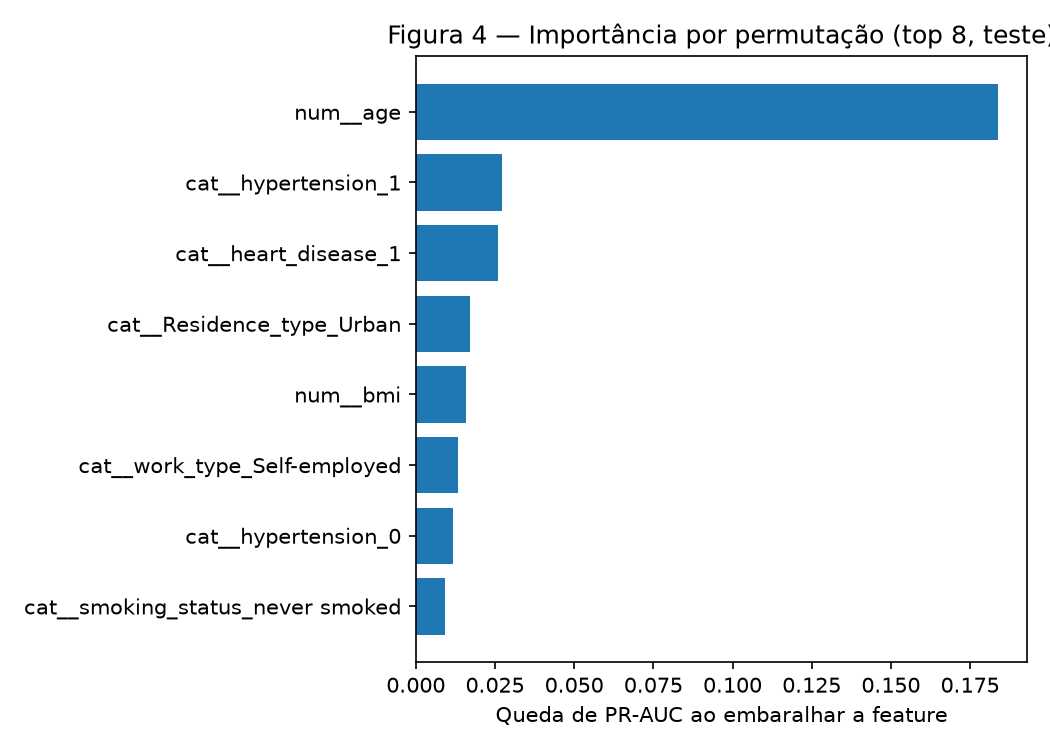 Figura 4 — Importância por permutação (top 8, teste)
num__age
cat__hypertension_1
cat__heart_disease_1
cat__Residence_type_Urban
num__bmi
cat__work_type_Self-employed
cat__hypertension_0
cat__smoking_status_never smoked
0.000 0.025 0.050 0.075 0.100 0.125 0.150 0.175
Queda de PR-AUC ao embaralhar a feature